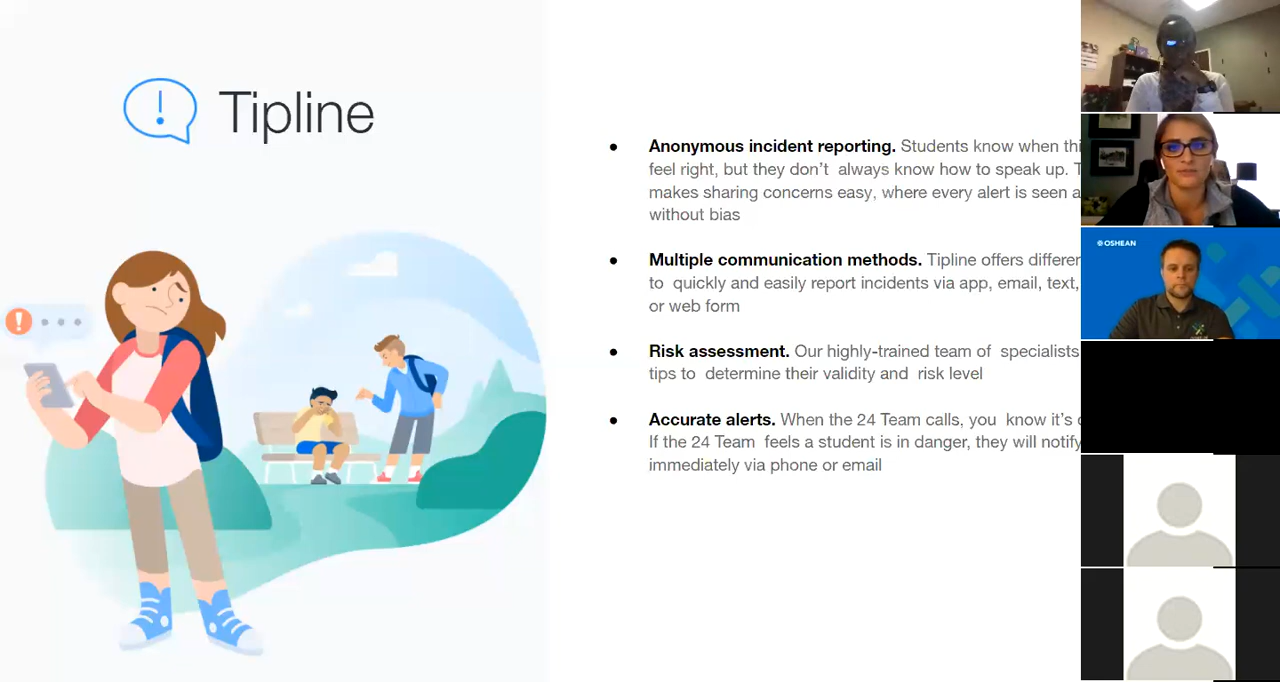 Tipline
● Anonymous incident reporting. Students know when thi
feel right, but they don’t always know how to speak up. T
makes sharing concerns easy, where every alert is seen a
without bias
● Multiple communication methods. Tipline offers differen
to quickly and easily report incidents via app, email, text,
or web form
● Risk assessment. Our highly-trained team of specialists
tips to determine their validity and risk level
● Accurate alerts. When the 24 Team calls, you know it’s
If the 24 Team feels a student is in danger, they will notify
immediately via phone or email
OSHEAN